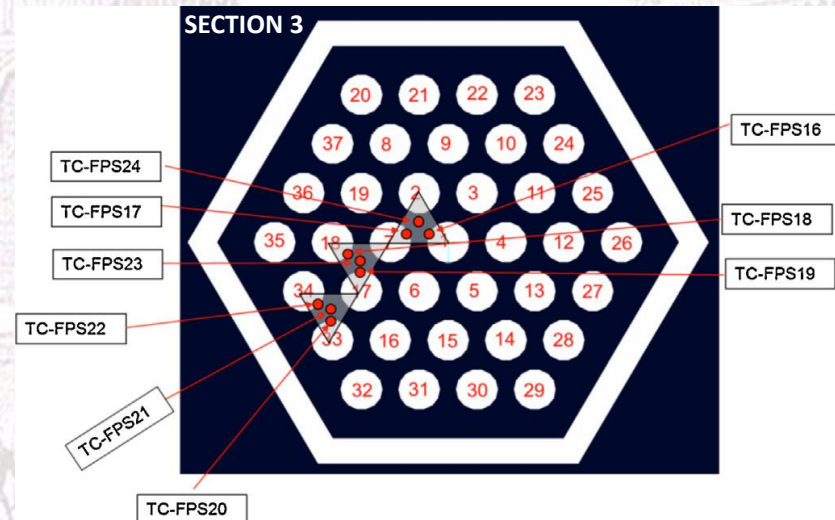 SECTION 3
20 21 22 23
37 8 9 10 24
TC-FPS16
TC-FPS24
36 19 2 3 11 25
TC-FPS17
TC-FPS18
35 18 4 12 26
TC-FPS23
TC-FPS19
34 7 6 5 13 27
TC-FPS22
33 16 15 14 28
32 31 30 29
TC-FPS21
TC-FPS20